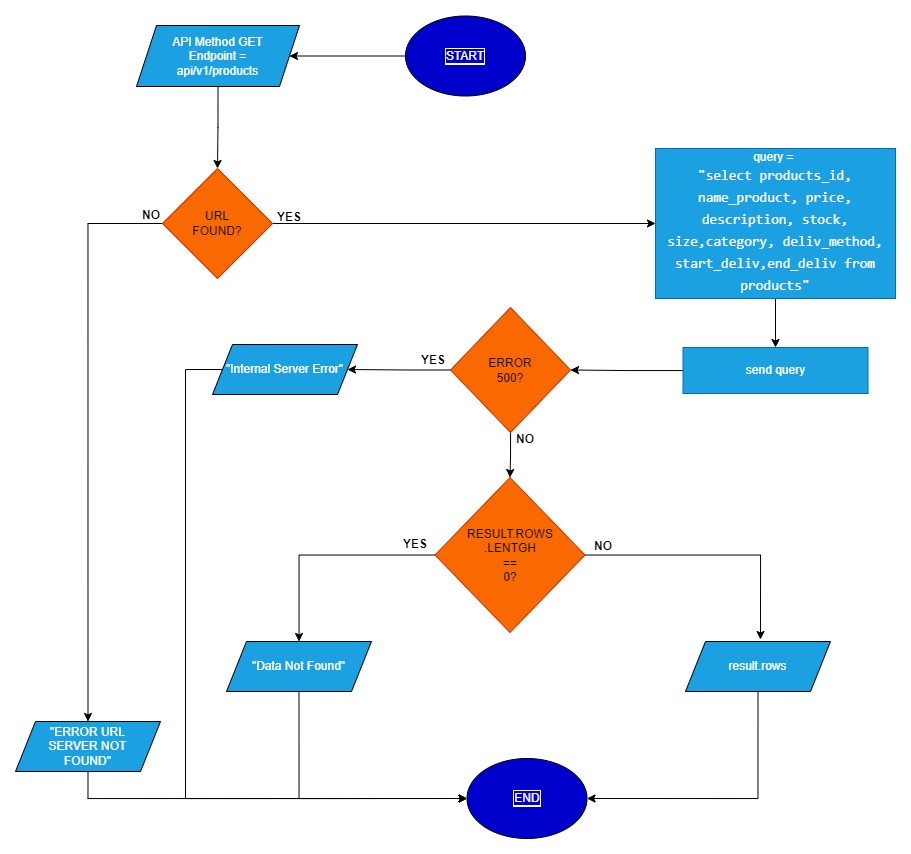 START
API Method GET
Endpoint =
api/v1/products
URL
FOUND?
NO
YES
query =
"select products_id,
name_product, price,
description, stock,
size,category, deliv_method,
start_deliv,end_deliv from
products"
send query
ERROR
500?
YES
"Internal Server Error"
NO
RESULT.ROWS
.LENTGH
==
0?
YES
NO
"Data Not Found"
result.rows
"ERROR URL
SERVER NOT
FOUND"
END